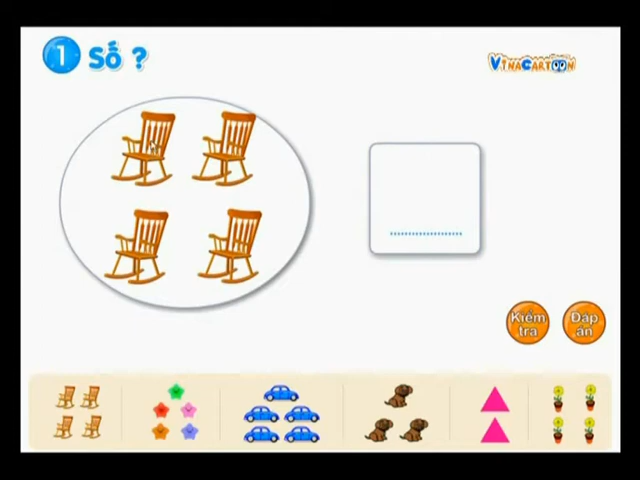 1 Số ?
VINACARTOON
Kiểm
tra
Đáp
án